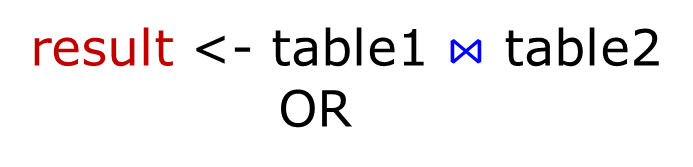 result <- table1 ⋈ table2
OR